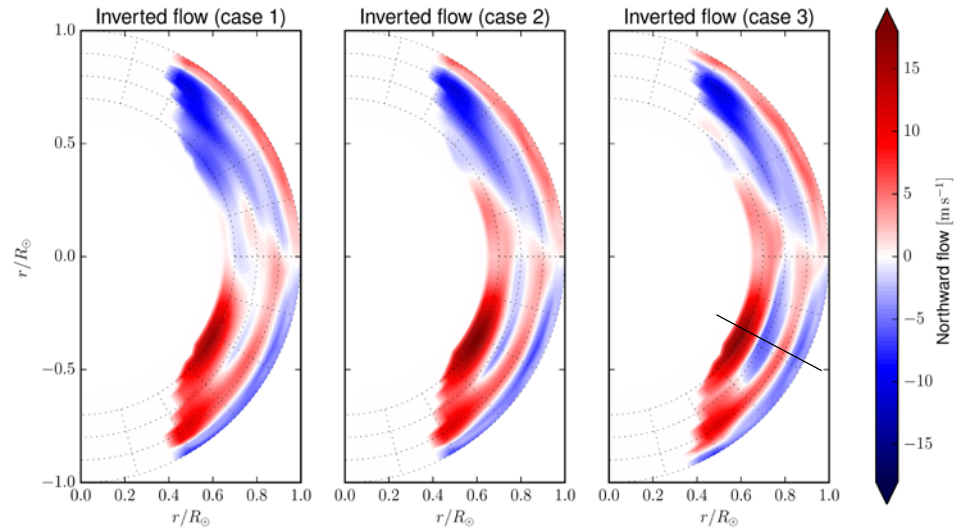 Inverted flow (case 1) Inverted flow (case 2) Inverted flow (case 3)
1.0
0.5
0.0
−0.5
−1.0
r/R⊙
0.0 0.2 0.4 0.6 0.8 1.0 0.0 0.2 0.4 0.6 0.8 1.0 0.0 0.2 0.4 0.6 0.8 1.0
r/R⊙ r/R⊙ r/R⊙
15
10
5
0
−5
−10
−15
Northward flow [m s⁻¹]